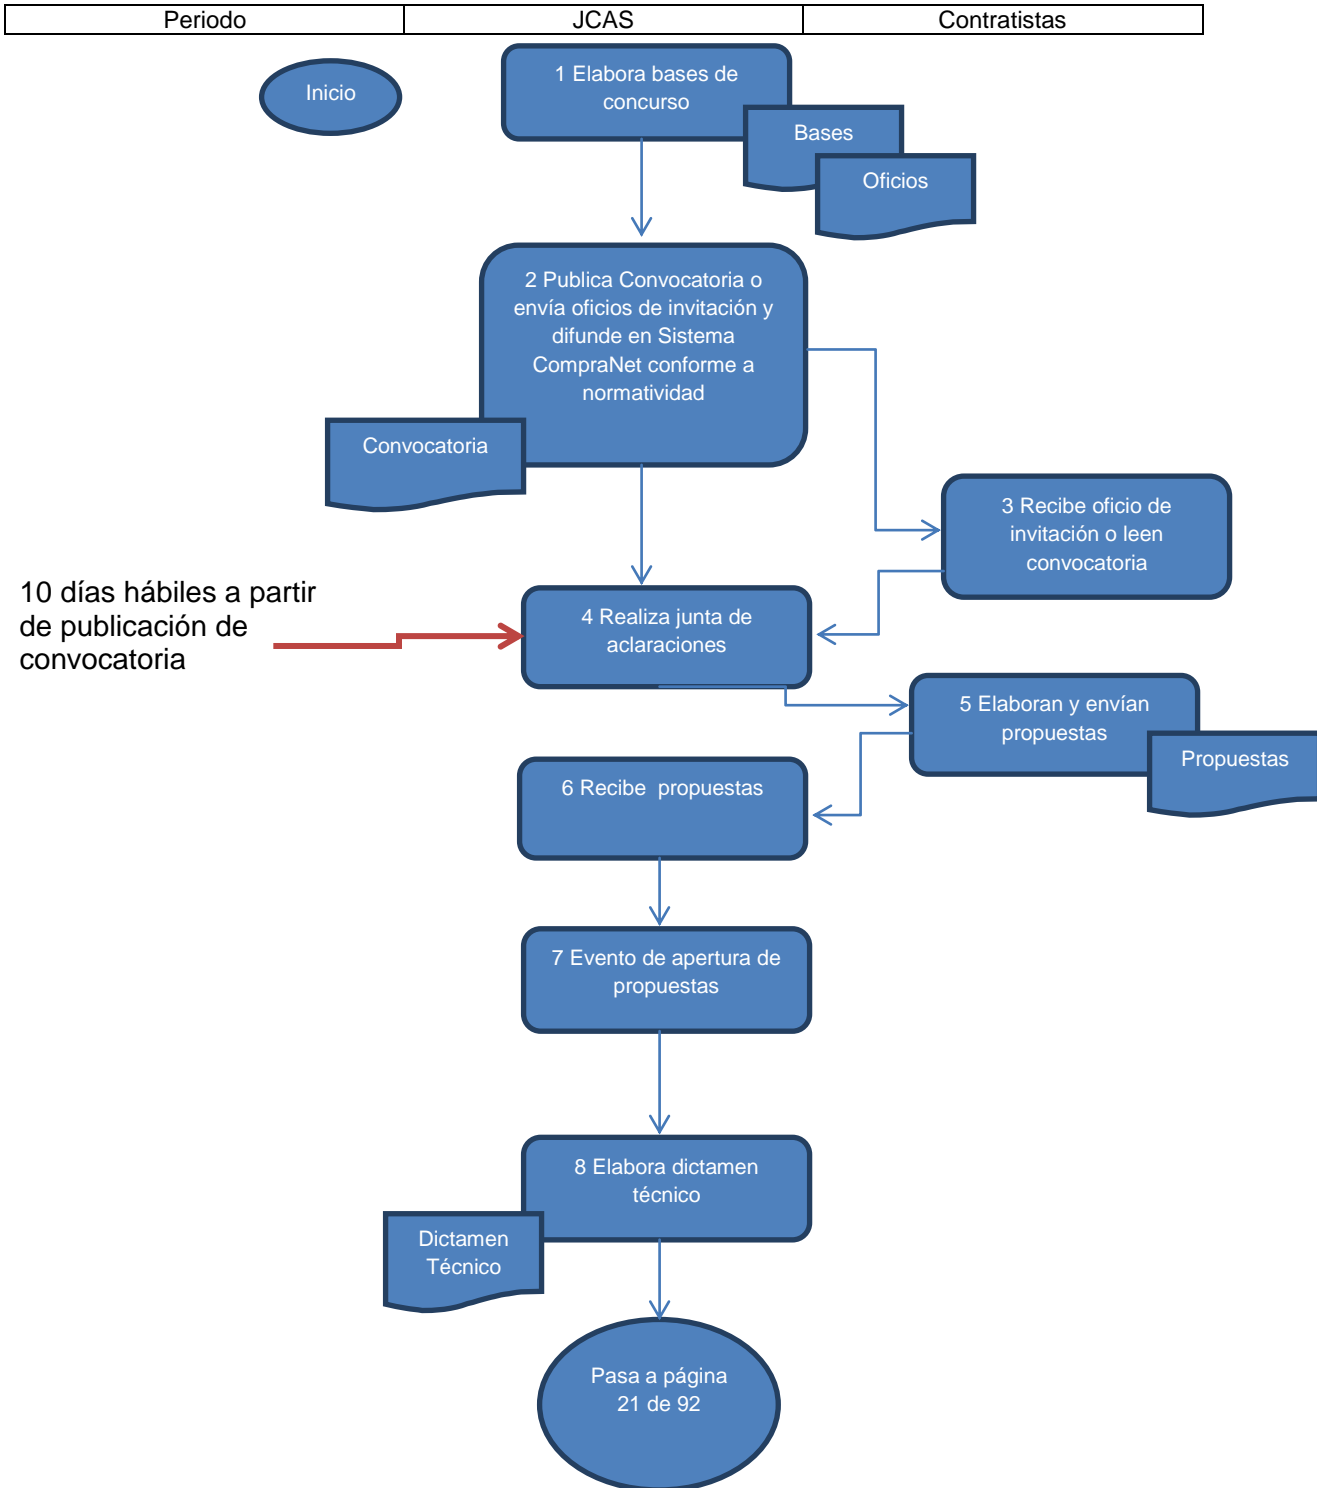 Periodo JCAS Contratistas
Inicio
1 Elabora bases de
concurso
Bases
Oficios
2 Publica Convocatoria o
envía oficios de invitación y
difunde en Sistema
CompraNet conforme a
normatividad
Convocatoria
3 Recibe oficio de
invitación o leen
convocatoria
10 días hábiles a partir
de publicación de
convocatoria
4 Realiza junta de
aclaraciones
5 Elaboran y envían
propuestas
Propuestas
6 Recibe propuestas
7 Evento de apertura de
propuestas
8 Elabora dictamen
técnico
Dictamen
Técnico
Pasa a página
21 de 92